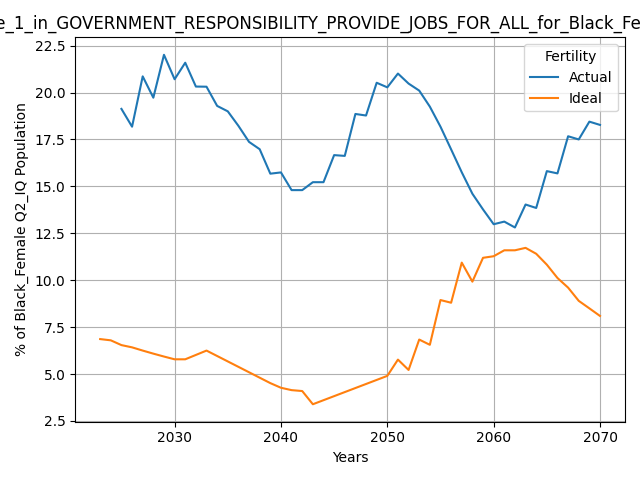 e_1_in_GOVERNMENT_RESPONSIBILITY_PROVIDE_JOBS_FOR_ALL_for_Black_Fe
Fertility
Actual
Ideal
22.5
20.0
17.5
15.0
12.5
10.0
7.5
5.0
2.5
% of Black_Female Q2_IQ Population
2030
2040
2050
2060
2070
Years